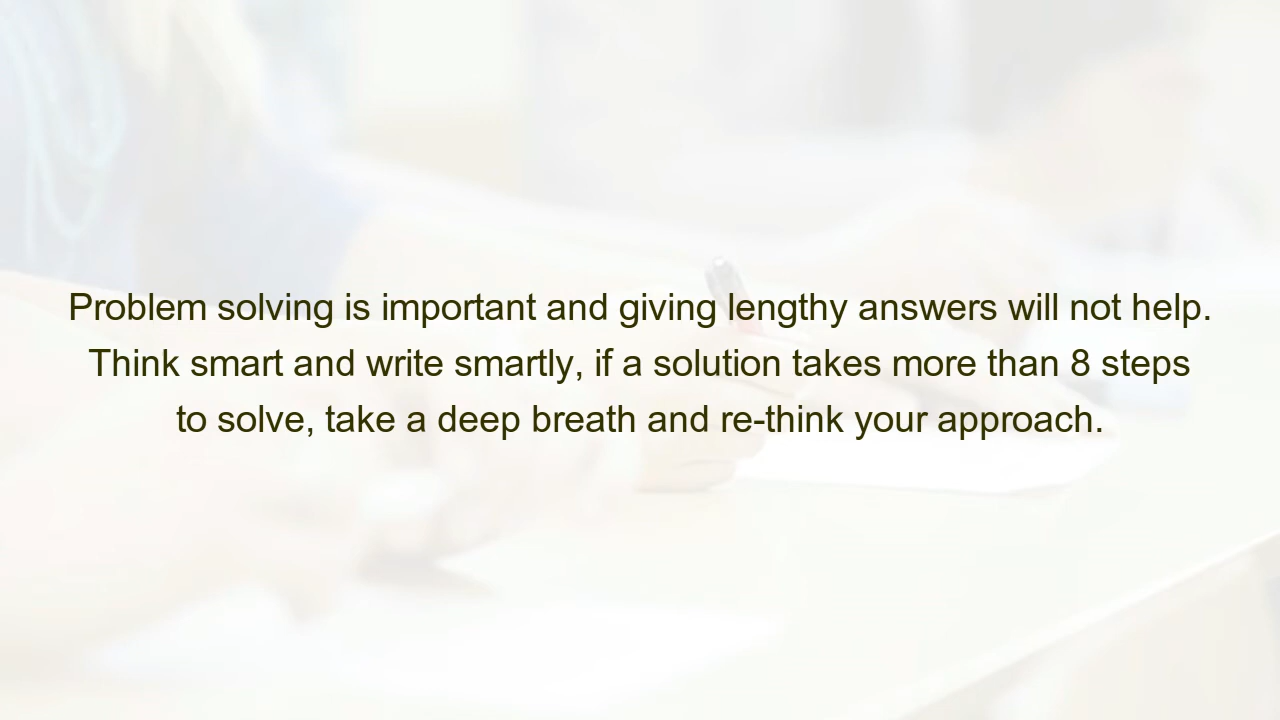 Problem solving is important and giving lengthy answers will not help.
Think smart and write smartly, if a solution takes more than 8 steps
to solve, take a deep breath and re-think your approach.